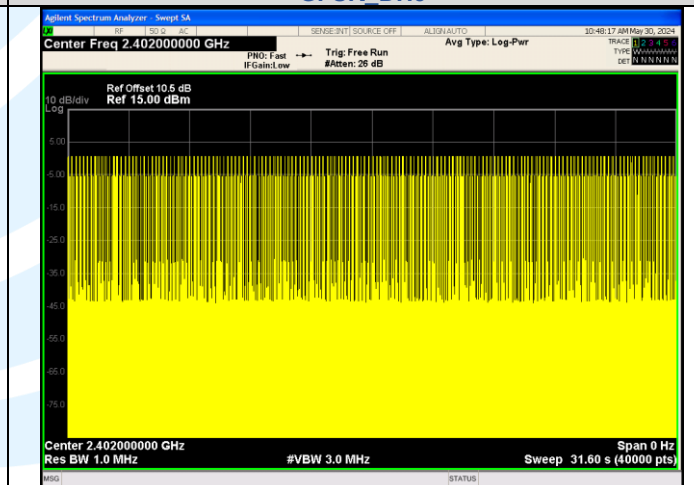 Agilent Spectrum Analyzer - Swept SA
RF 50 Ω AC SENSE:INT SOURCE OFF ALIGNAUTO 10:48:17 AM May 30, 2024
Center Freq 2.402000000 GHz
Avg Type: Log-Pwr
TRACE 1 2 3 4 5 6
PNO: Fast Trig: Free Run
TYPE
IFGain:Low #Atten: 26 dB
DET N N N N N N
Ref Offset 10.5 dB
10 dB/div Ref 15.00 dBm
Log
5.00
-5.00
-15.0
-25.0
-35.0
-45.0
-55.0
-65.0
-75.0
Center 2.402000000 GHz Span 0 Hz
Res BW 1.0 MHz #VBW 3.0 MHz Sweep 31.60 s (40000 pts)
MSG STATUS